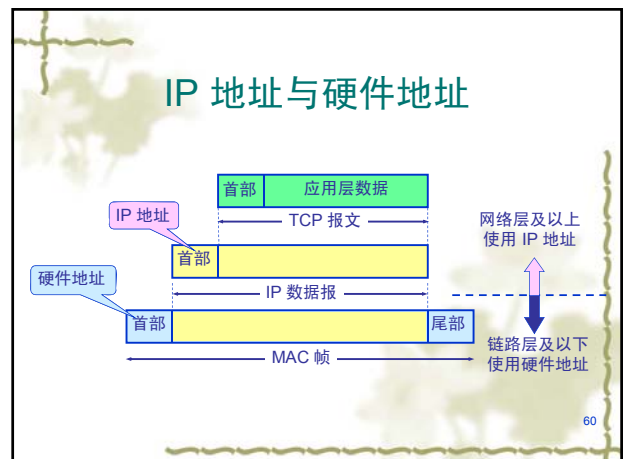 IP 地址与硬件地址
首部 应用层数据
IP 地址
TCP 报文
网络层及以上
使用 IP 地址
首部
硬件地址
IP 数据报
首部 尾部
链路层及以下
使用硬件地址
MAC 帧
60